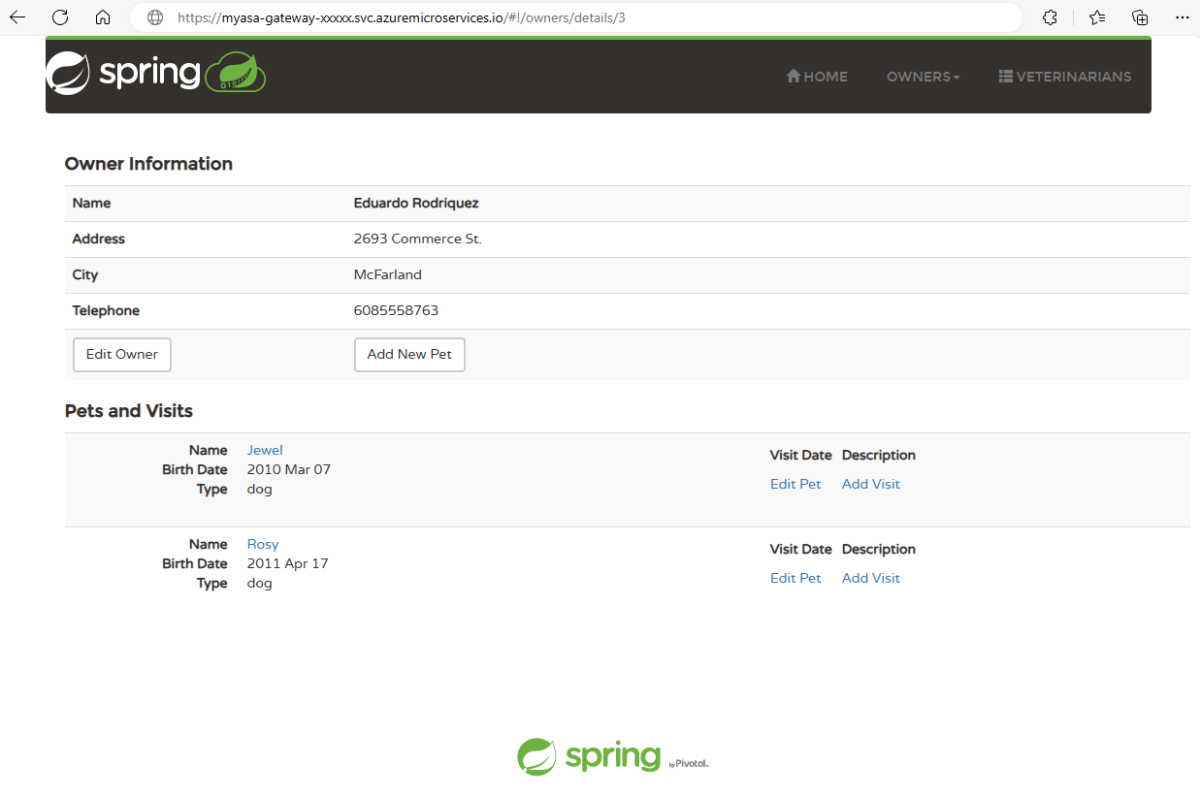 https://myasa-gateway-xxxxx.svc.azuremicroservices.io/#!/owners/details/3
spring
HOME OWNERS VETERINARIANS
Owner Information
Name Eduardo Rodriquez
Address 2693 Commerce St.
City McFarland
Telephone 6085558763
Edit Owner Add New Pet
Pets and Visits
Name Jewel
Birth Date 2010 Mar 07
Type dog
Visit Date Description
Edit Pet Add Visit
Name Rosy
Birth Date 2011 Apr 17
Type dog
Visit Date Description
Edit Pet Add Visit
spring by Pivotal.